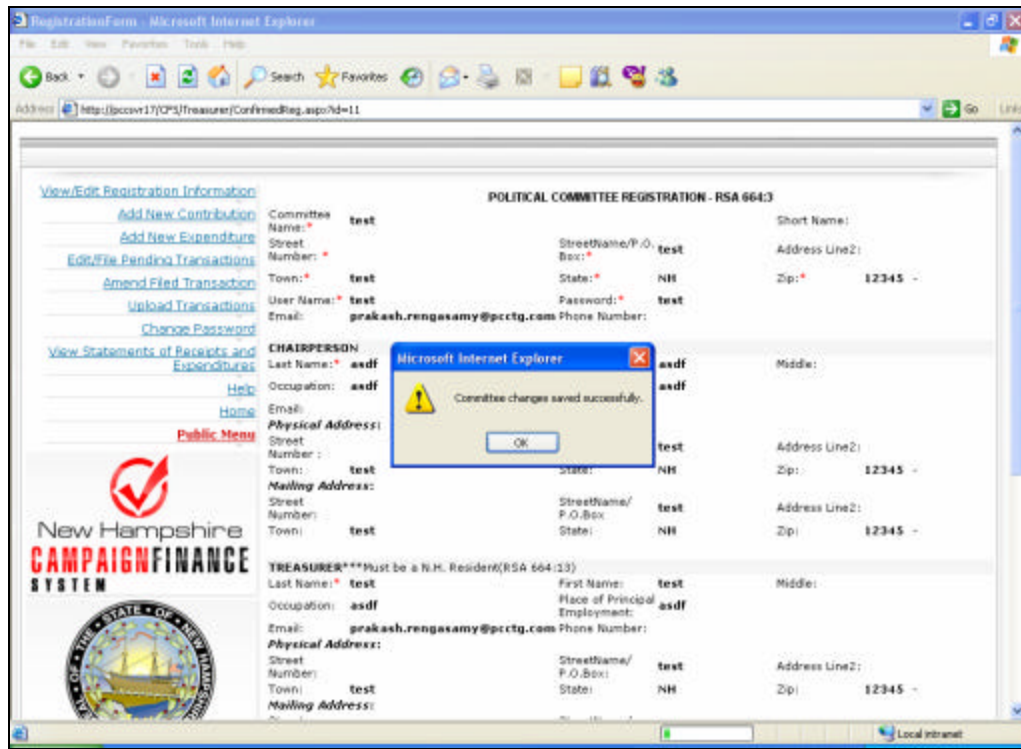 RegistrationForm - Microsoft Internet Explorer
File Edit View Favorites Tools Help
Back Search Favorites
Address http://pccsvr17/CFS/Treasurer/ConfirmedReg.aspx?id=11 Go Links
View/Edit Registration Information
Add New Contribution
Add New Expenditure
Edit/File Pending Transactions
Amend Filed Transaction
Upload Transactions
Change Password
View Statements of Receipts and
Expenditures
Help
Home
Public Menu
New Hampshire
CAMPAIGN FINANCE
SYSTEM
STATE OF NEW HAMPSHIRE
POLITICAL COMMITTEE REGISTRATION - RSA 664:3
Committee Name:* test Short Name:
Street Number: * StreetName/P.O. Box:* test Address Line2:
Town:* test State:* NH Zip:* 12345 -
User Name:* test Password:* test
Email: prakash.rengasamy@pcctg.com Phone Number:
CHAIRPERSON
Last Name:* asdf asdf Middle:
Occupation: asdf asdf
Email:
Physical Address:
Street Number : test Address Line2:
Town: test State: NH Zip: 12345 -
Mailing Address:
Street Number: StreetName/ P.O.Box test Address Line2:
Town: test State: NH Zip: 12345 -
Microsoft Internet Explorer
Committee changes saved successfully.
OK
TREASURER***Must be a N.H. Resident(RSA 664:13)
Last Name:* test First Name: test Middle:
Occupation: asdf Place of Principal Employment: asdf
Email: prakash.rengasamy@pcctg.com Phone Number:
Physical Address:
Street Number: StreetName/ P.O.Box: test Address Line2:
Town: test State: NH Zip: 12345 -
Mailing Address:
Local intranet